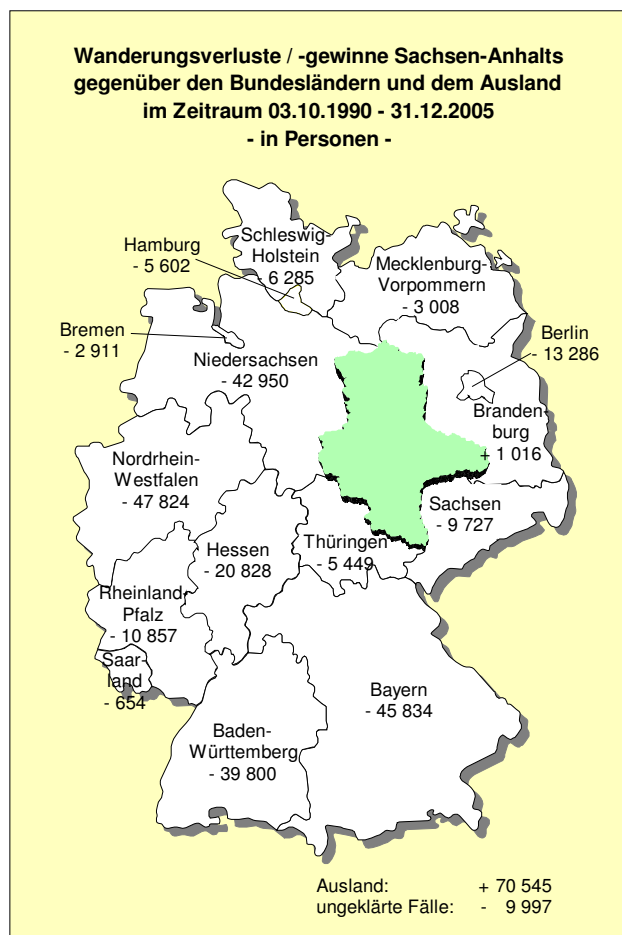 Wanderungsverluste / -gewinne Sachsen-Anhalts
gegenüber den Bundesländern und dem Ausland
im Zeitraum 03.10.1990 - 31.12.2005
- in Personen -
Schleswig-
Holstein
- 6 285
Hamburg
- 5 602
Mecklenburg-
Vorpommern
- 3 008
Bremen
- 2 911
Berlin
- 13 286
Niedersachsen
- 42 950
Branden-
burg
+ 1 016
Nordrhein-
Westfalen
- 47 824
Sachsen
- 9 727
Hessen
- 20 828
Thüringen
- 5 449
Rheinland-
Pfalz
- 10 857
Saar-
land
- 654
Bayern
- 45 834
Baden-
Württemberg
- 39 800
Ausland: + 70 545
ungeklärte Fälle: - 9 997